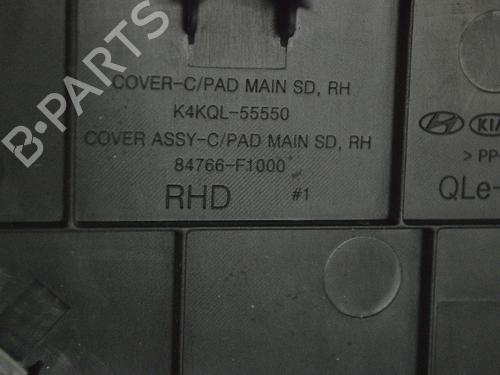 COVER-C/PAD MAIN SD, RH
K4KQL-55550
COVER ASSY-C/PAD MAIN SD, RH
84766-F1000
RHD #1
KIA
> PP-
QLe-
B-PARTS